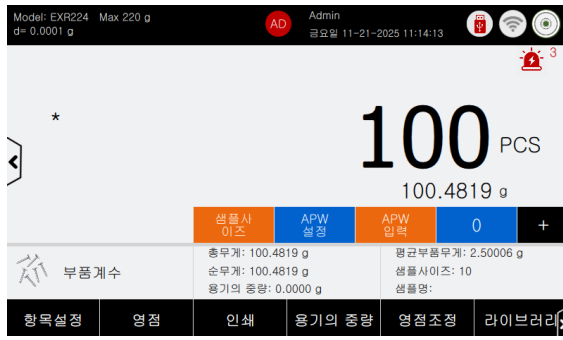 Model: EXR224 Max 220 g
d= 0.0001 g
AD
Admin
금요일 11-21-2025 11:14:13
3
*
100 PCS
100.4819 g
샘플사
이즈
APW
설정
APW
입력
0
+
부품계수
총무게: 100.4819 g
순무게: 100.4819 g
용기의 중량: 0.0000 g
평균부품무게: 2.50006 g
샘플사이즈: 10
샘플명:
항목설정
영점
인쇄
용기의 중량
영점조정
라이브러리